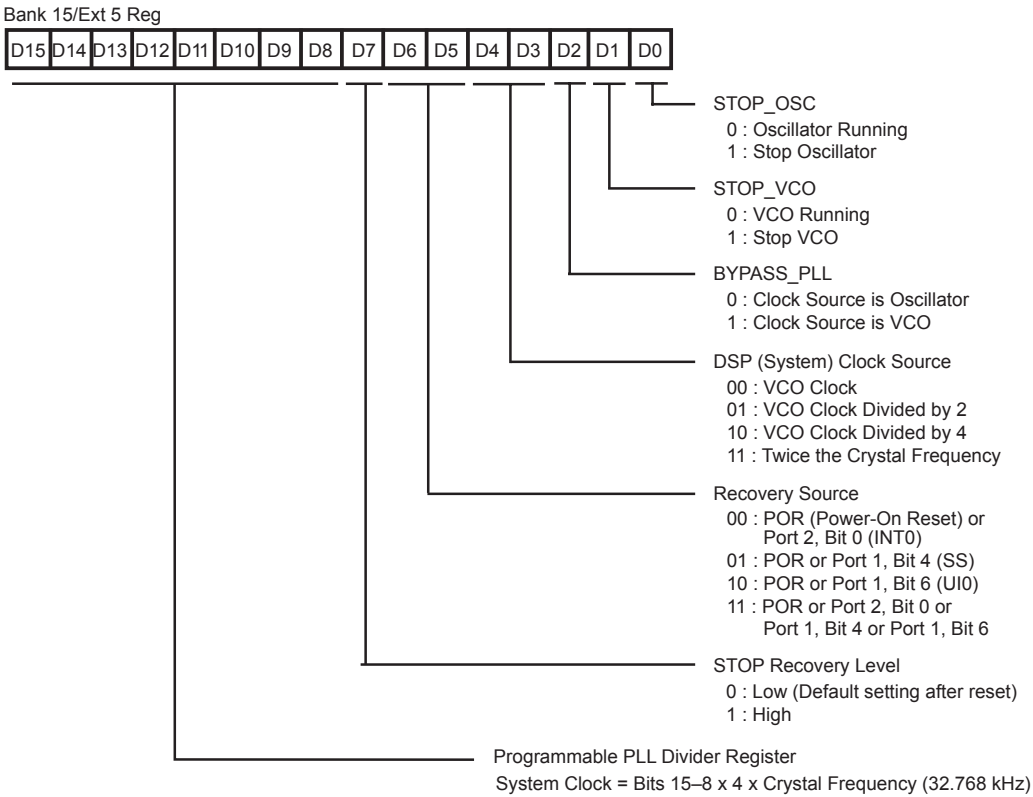 Bank 15/Ext 5 Reg
D15 D14 D13 D12 D11 D10 D9 D8 D7 D6 D5 D4 D3 D2 D1 D0
STOP_OSC
0 : Oscillator Running
1 : Stop Oscillator
STOP_VCO
0 : VCO Running
1 : Stop VCO
BYPASS_PLL
0 : Clock Source is Oscillator
1 : Clock Source is VCO
DSP (System) Clock Source
00 : VCO Clock
01 : VCO Clock Divided by 2
10 : VCO Clock Divided by 4
11 : Twice the Crystal Frequency
Recovery Source
00 : POR (Power-On Reset) or
Port 2, Bit 0 (INT0)
01 : POR or Port 1, Bit 4 (SS)
10 : POR or Port 1, Bit 6 (UI0)
11 : POR or Port 2, Bit 0 or
Port 1, Bit 4 or Port 1, Bit 6
STOP Recovery Level
0 : Low (Default setting after reset)
1 : High
Programmable PLL Divider Register
System Clock = Bits 15–8 x 4 x Crystal Frequency (32.768 kHz)